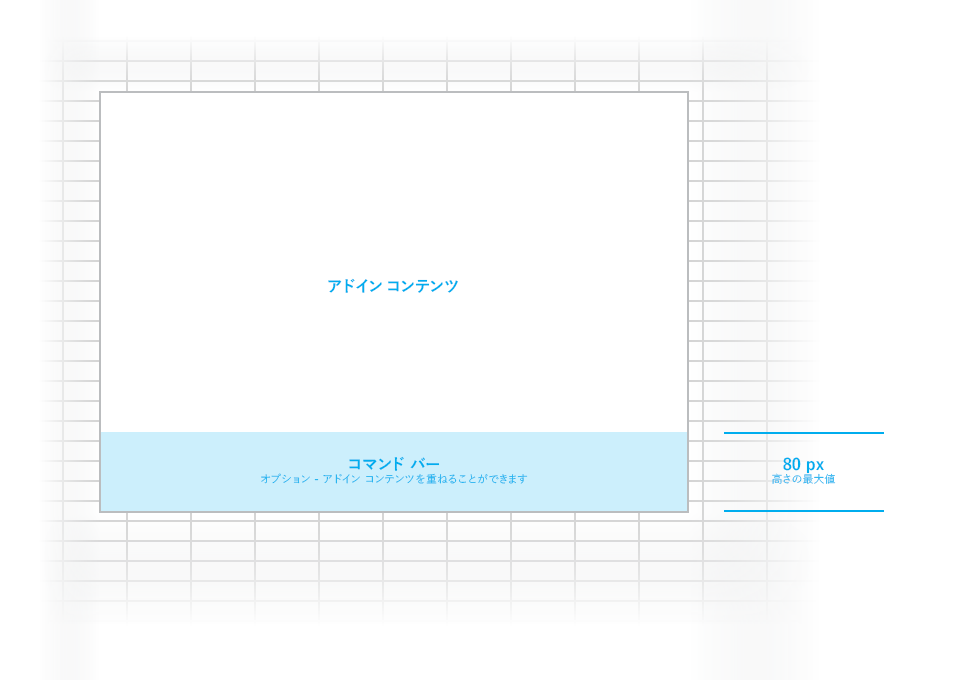 アドイン コンテンツ
コマンド バー
オプション - アドイン コンテンツを重ねることができます
80 px
高さの最大値